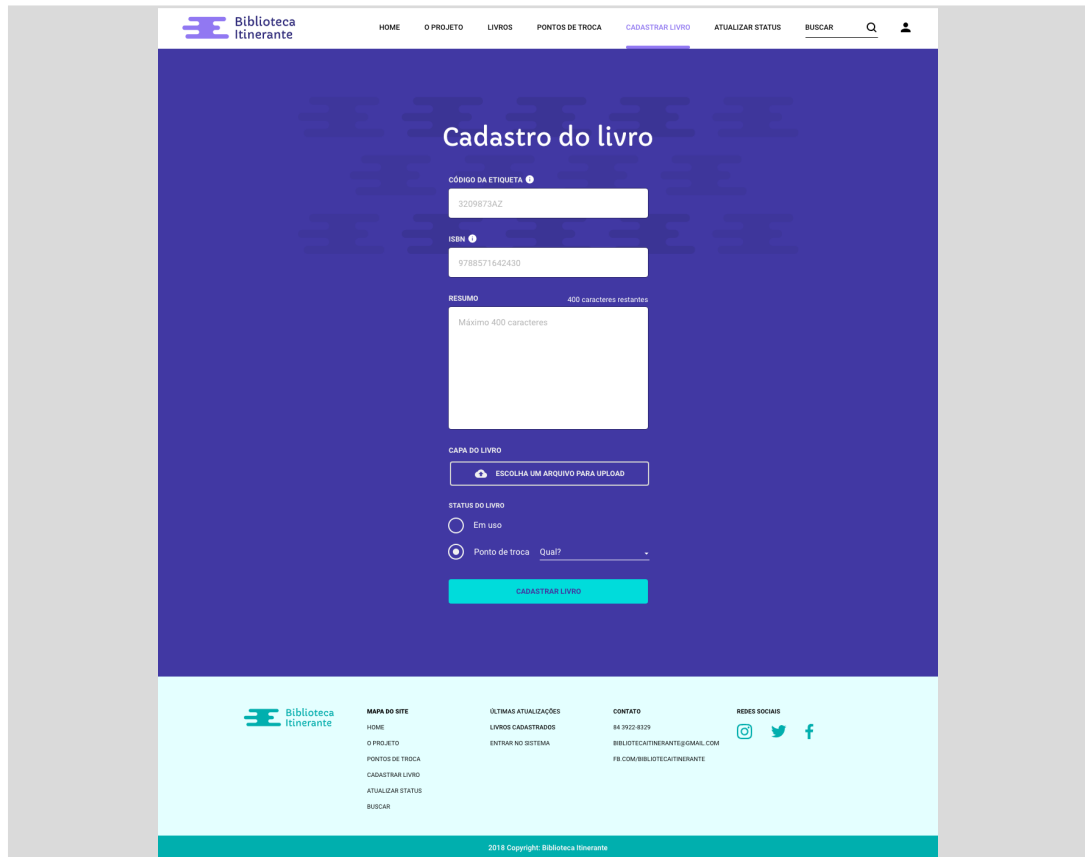 Biblioteca
Itinerante
HOME O PROJETO LIVROS PONTOS DE TROCA CADASTRAR LIVRO ATUALIZAR STATUS BUSCAR
Cadastro do livro
CÓDIGO DA ETIQUETA
3209873AZ
ISBN
9788571642430
RESUMO 400 caracteres restantes
Máximo 400 caracteres
CAPA DO LIVRO
ESCOLHA UM ARQUIVO PARA UPLOAD
STATUS DO LIVRO
Em uso
Ponto de troca Qual?
CADASTRAR LIVRO
Biblioteca
Itinerante
MAPA DO SITE
HOME
O PROJETO
PONTOS DE TROCA
CADASTRAR LIVRO
ATUALIZAR STATUS
BUSCAR
ÚLTIMAS ATUALIZAÇÕES
LIVROS CADASTRADOS
ENTRAR NO SISTEMA
CONTATO
84 3922-8329
BIBLIOTECAITINERANTE@GMAIL.COM
FB.COM/BIBLIOTECAITINERANTE
REDES SOCIAIS
2018 Copyright: Biblioteca Itinerante